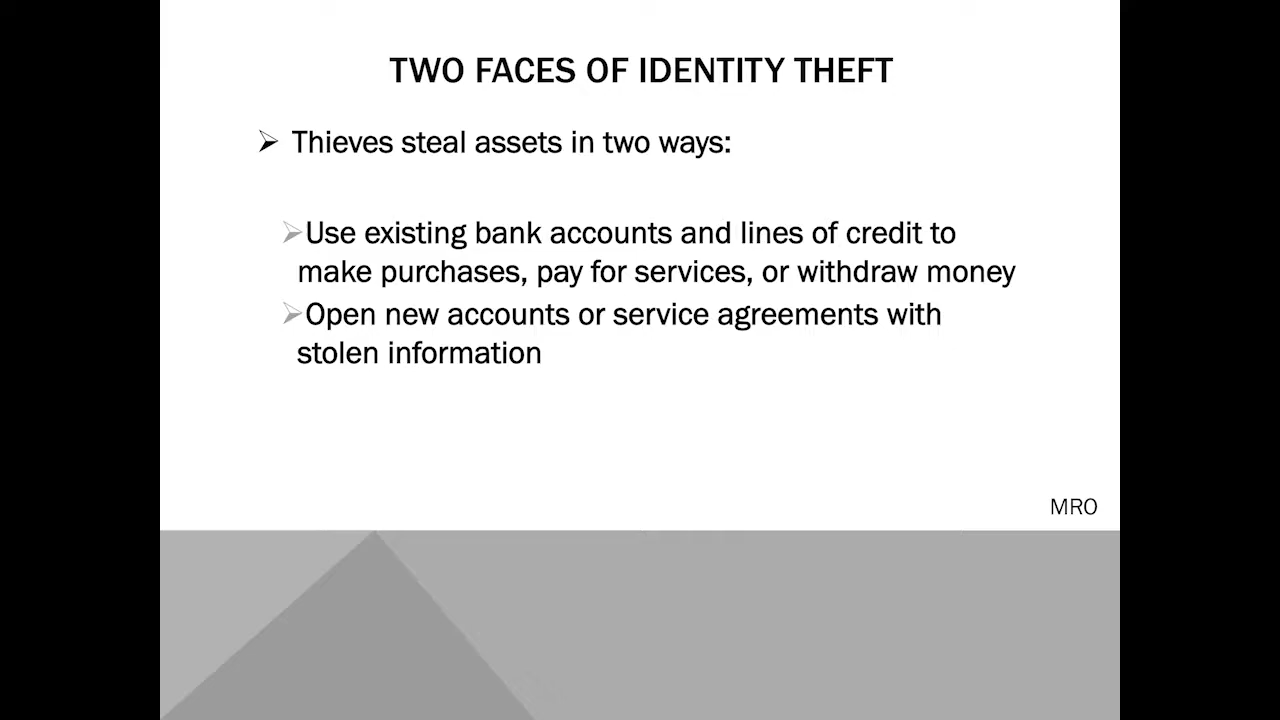 TWO FACES OF IDENTITY THEFT
➢ Thieves steal assets in two ways:
➢Use existing bank accounts and lines of credit to
make purchases, pay for services, or withdraw money
➢Open new accounts or service agreements with
stolen information
MRO